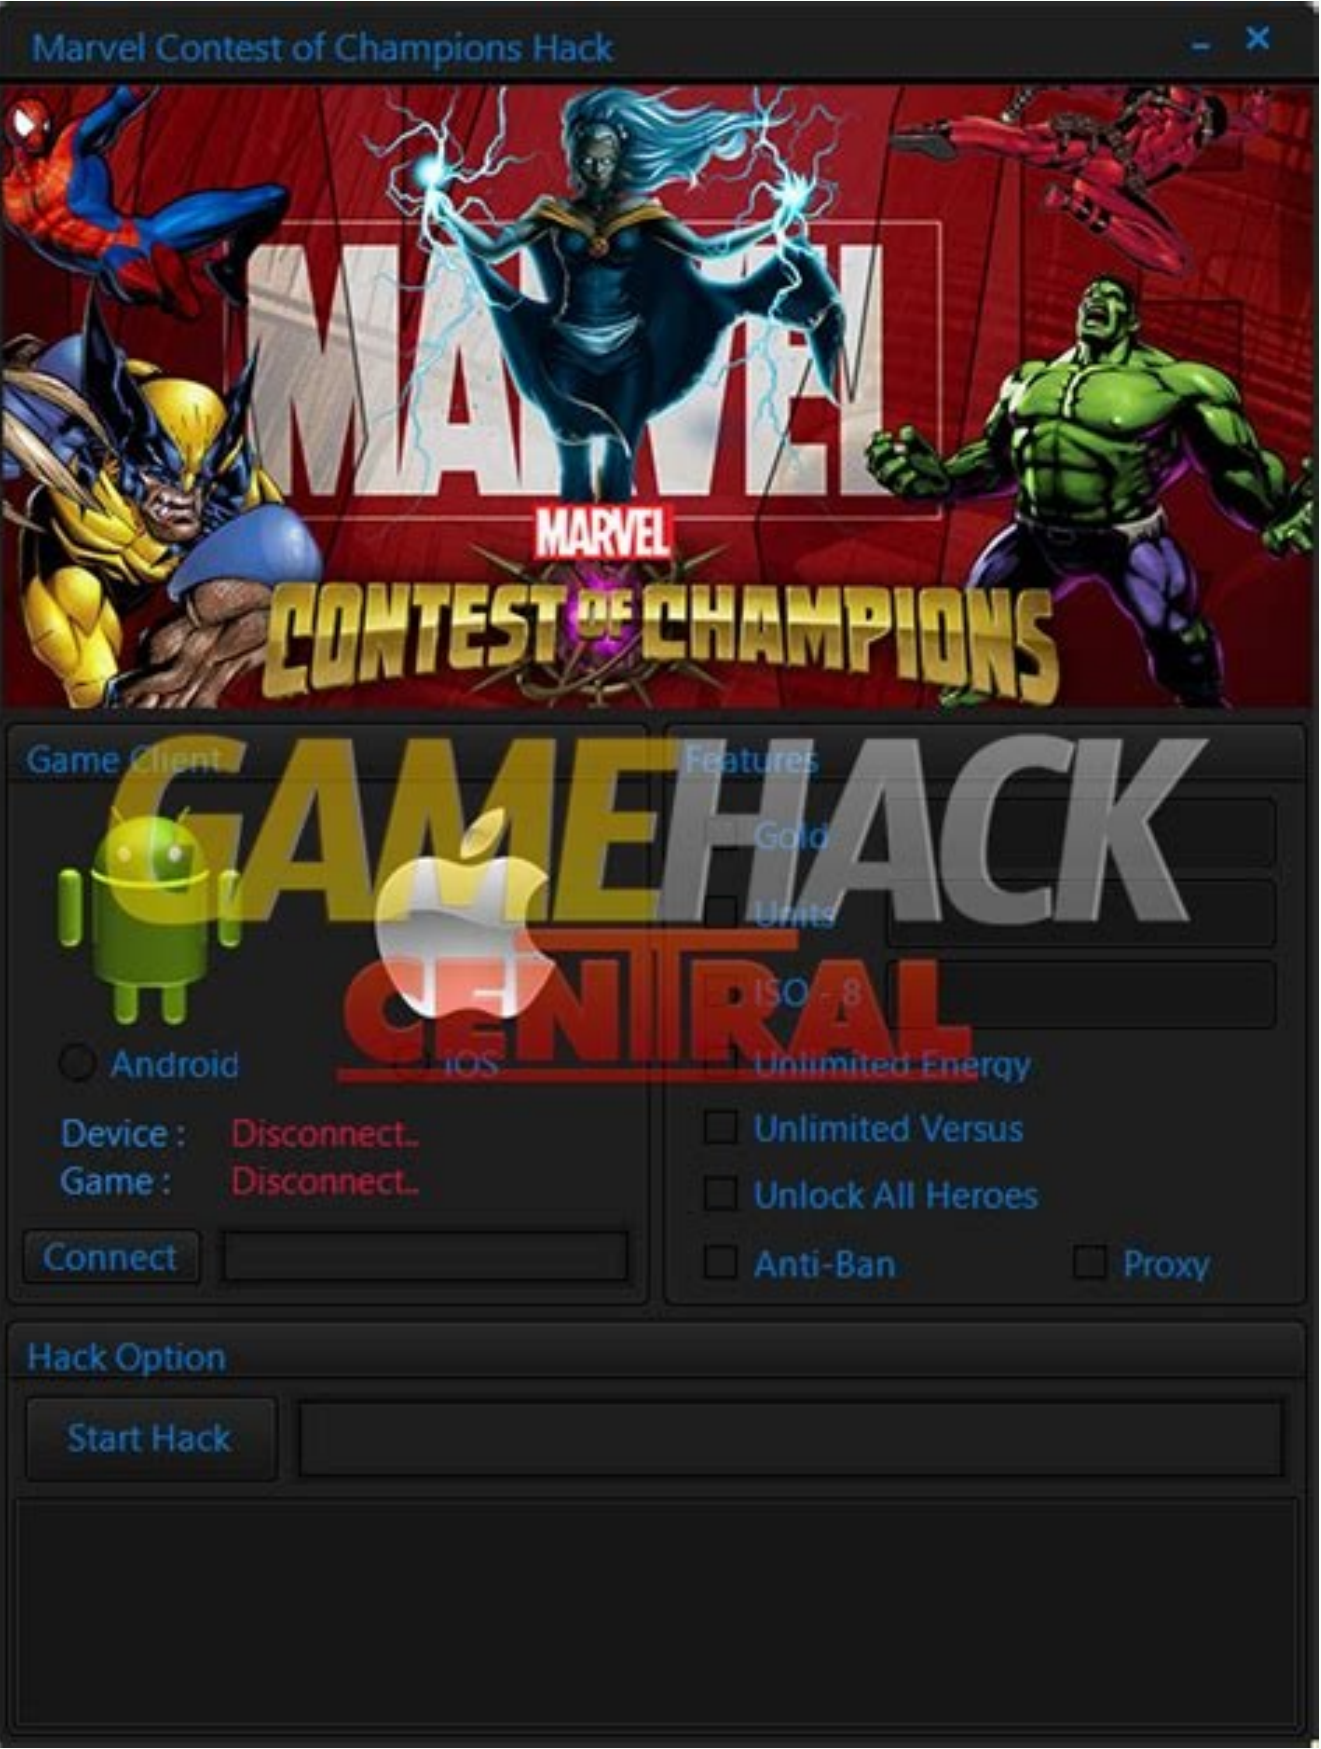 Marvel Contest of Champions Hack
MARVEL
MARVEL
CONTEST OF CHAMPIONS
Game Client
Features
GAMEHACK
CENTRAL
Gold
Units
ISO - 8
Android
iOS
Unlimited Energy
Device : Disconnect..
Unlimited Versus
Game : Disconnect..
Unlock All Heroes
Connect
Anti-Ban
Proxy
Hack Option
Start Hack